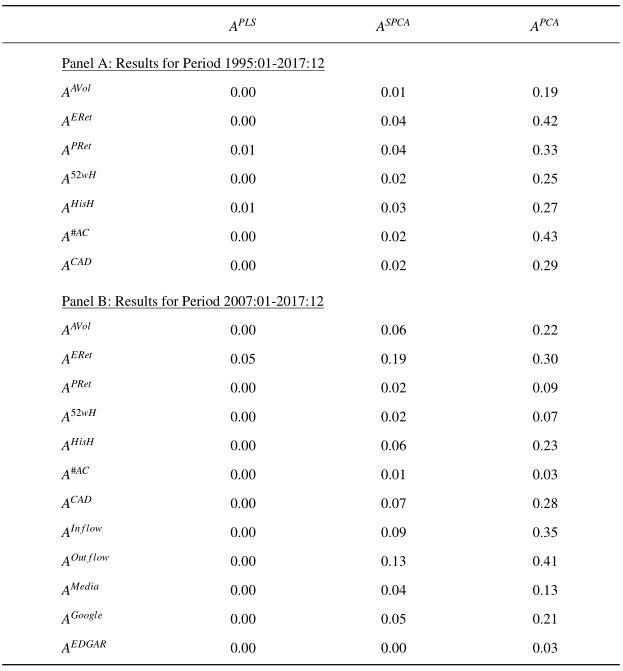 A^PLS A^SPCA A^PCA
Panel A: Results for Period 1995:01-2017:12
A^AVol 0.00 0.01 0.19
A^ERet 0.00 0.04 0.42
A^PRet 0.01 0.04 0.33
A^52wH 0.00 0.02 0.25
A^HisH 0.01 0.03 0.27
A^#AC 0.00 0.02 0.43
A^CAD 0.00 0.02 0.29
Panel B: Results for Period 2007:01-2017:12
A^AVol 0.00 0.06 0.22
A^ERet 0.05 0.19 0.30
A^PRet 0.00 0.02 0.09
A^52wH 0.00 0.02 0.07
A^HisH 0.00 0.06 0.23
A^#AC 0.00 0.01 0.03
A^CAD 0.00 0.07 0.28
A^Inflow 0.00 0.09 0.35
A^Outflow 0.00 0.13 0.41
A^Media 0.00 0.04 0.13
A^Google 0.00 0.05 0.21
A^EDGAR 0.00 0.00 0.03